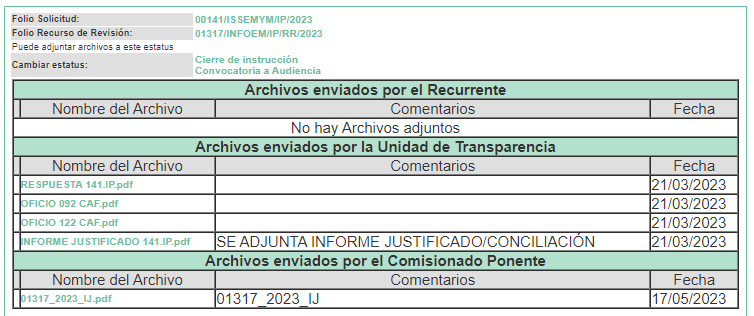 Folio Solicitud: 00141/ISSEMYM/IP/2023
Folio Recurso de Revisión: 01317/INFOEM/IP/RR/2023
Puede adjuntar archivos a este estatus
Cambiar estatus: Cierre de instrucción
Convocatoria a Audiencia
Archivos enviados por el Recurrente
Nombre del Archivo Comentarios Fecha
No hay Archivos adjuntos
Archivos enviados por la Unidad de Transparencia
Nombre del Archivo Comentarios Fecha
RESPUESTA 141.IP.pdf 21/03/2023
OFICIO 092 CAF.pdf 21/03/2023
OFICIO 122 CAF.pdf 21/03/2023
INFORME JUSTIFICADO 141.IP.pdf SE ADJUNTA INFORME JUSTIFICADO/CONCILIACIÓN 21/03/2023
Archivos enviados por el Comisionado Ponente
Nombre del Archivo Comentarios Fecha
01317_2023_IJ.pdf 01317_2023_IJ 17/05/2023